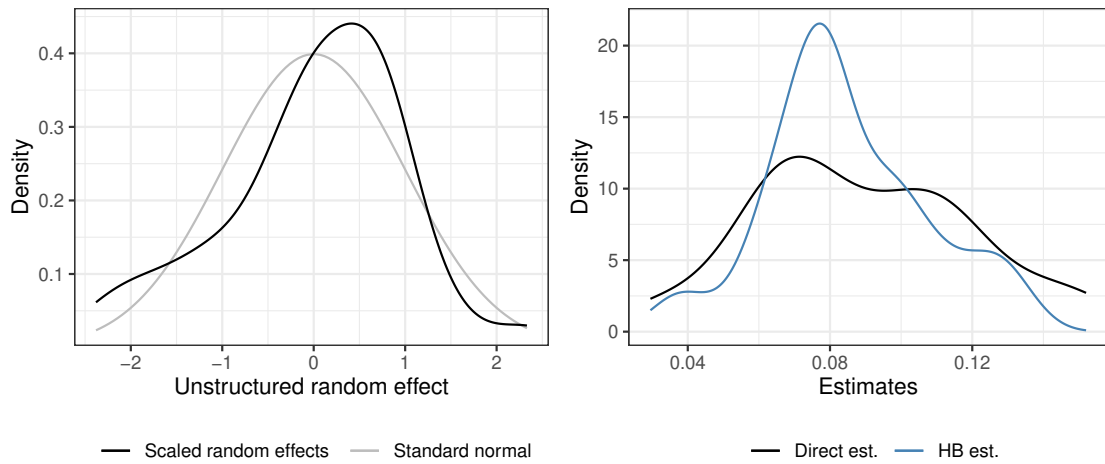 Density
0.4
0.3
0.2
0.1
−2
−1
0
1
2
Unstructured random effect
Scaled random effects
Standard normal
Density
20
15
10
5
0
0.04
0.08
0.12
Estimates
Direct est.
HB est.